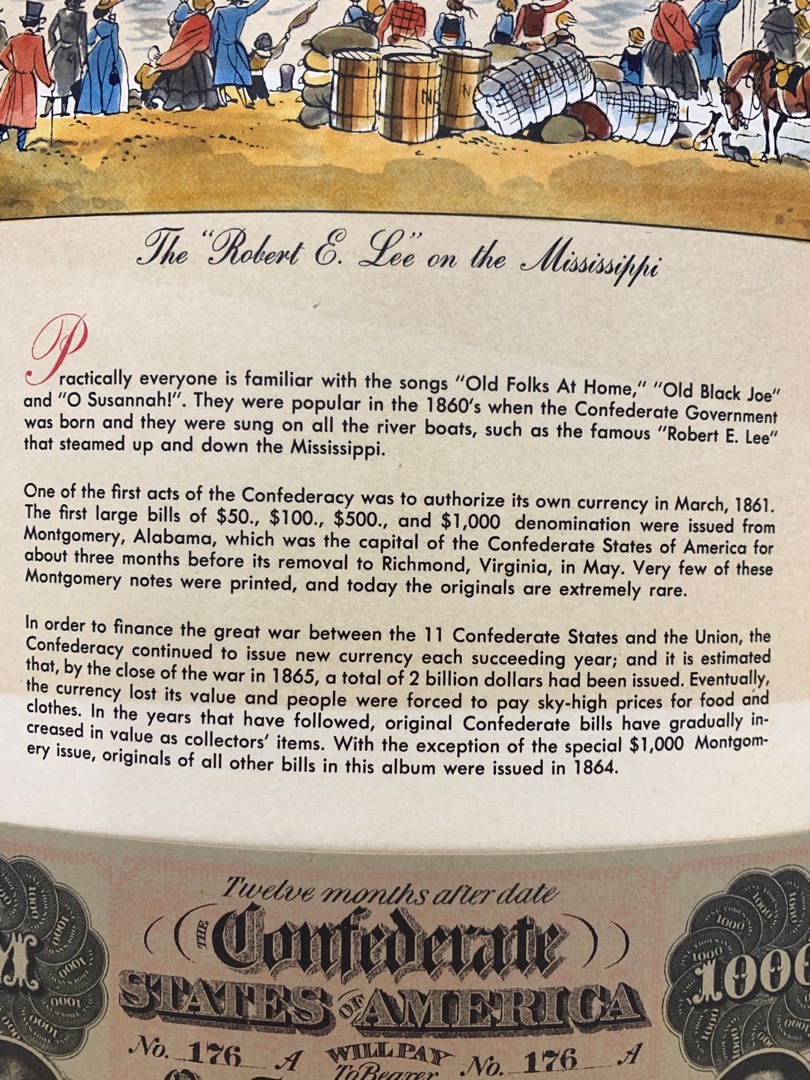 N
The "Robert E. Lee" on the Mississippi
Practically everyone is familiar with the songs "Old Folks At Home," "Old Black Joe"
and "O Susannah!". They were popular in the 1860's when the Confederate Government
was born and they were sung on all the river boats, such as the famous "Robert E. Lee"
that steamed up and down the Mississippi.
One of the first acts of the Confederacy was to authorize its own currency in March, 1861.
The first large bills of $50., $100., $500., and $1,000 denomination were issued from
Montgomery, Alabama, which was the capital of the Confederate States of America for
about three months before its removal to Richmond, Virginia, in May. Very few of these
Montgomery notes were printed, and today the originals are extremely rare.
In order to finance the great war between the 11 Confederate States and the Union, the
Confederacy continued to issue new currency each succeeding year; and it is estimated
that, by the close of the war in 1865, a total of 2 billion dollars had been issued. Eventually,
the currency lost its value and people were forced to pay sky-high prices for food and
clothes. In the years that have followed, original Confederate bills have gradually in-
creased in value as collectors' items. With the exception of the special $1,000 Montgom-
ery issue, originals of all other bills in this album were issued in 1864.
Twelve months after date
THE Confederate
STATES OF AMERICA
M 1000
No. 176 A WILL PAY No. 176 A
To Bearer